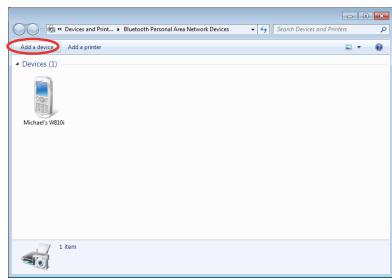 « Devices and Print... ▸ Bluetooth Personal Area Network Devices
Search Devices and Printers
Add a device Add a printer
Devices (1)
Michael's W810i
1 item